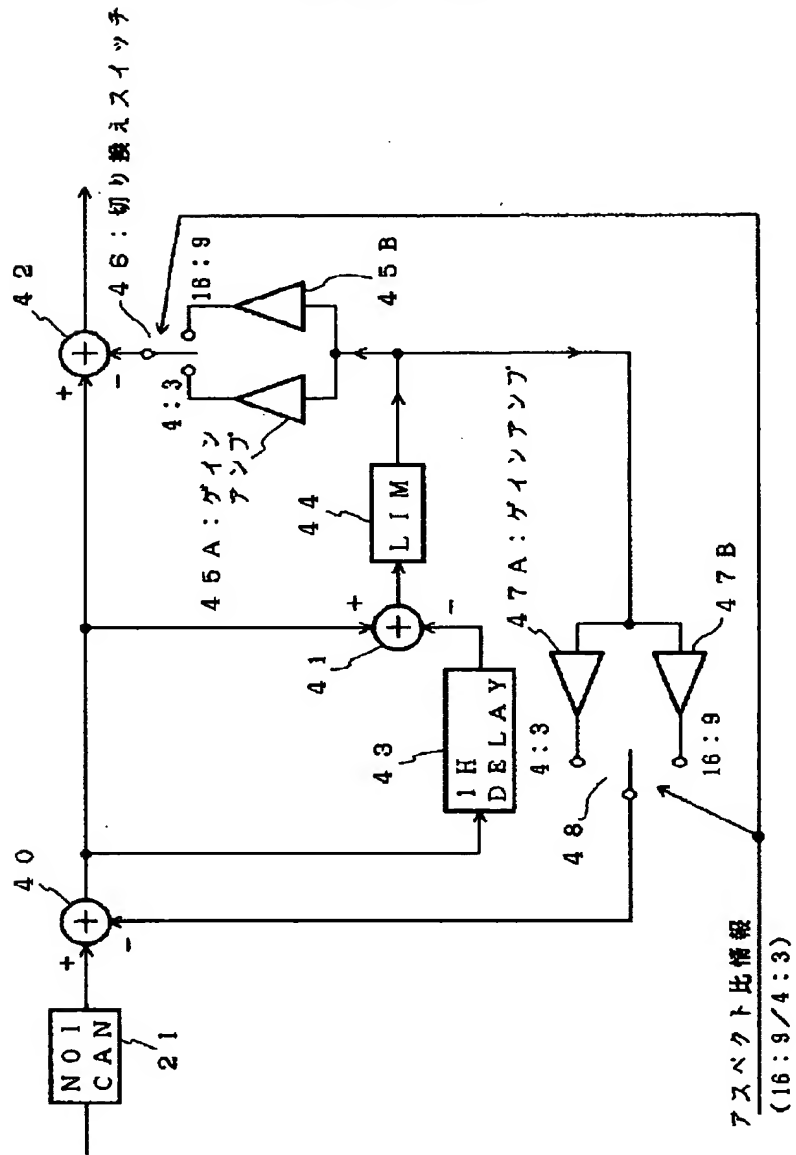 NOI
CAN
21
40
+
-
42
+
-
46:切り換えスイッチ
4:3
16:9
45A:ゲイン
アンプ
45B
44
LIM
41
+
-
43
1H
DELAY
47A:ゲインアンプ
47B
48
4:3
16:9
アスペクト比情報
(16:9/4:3)